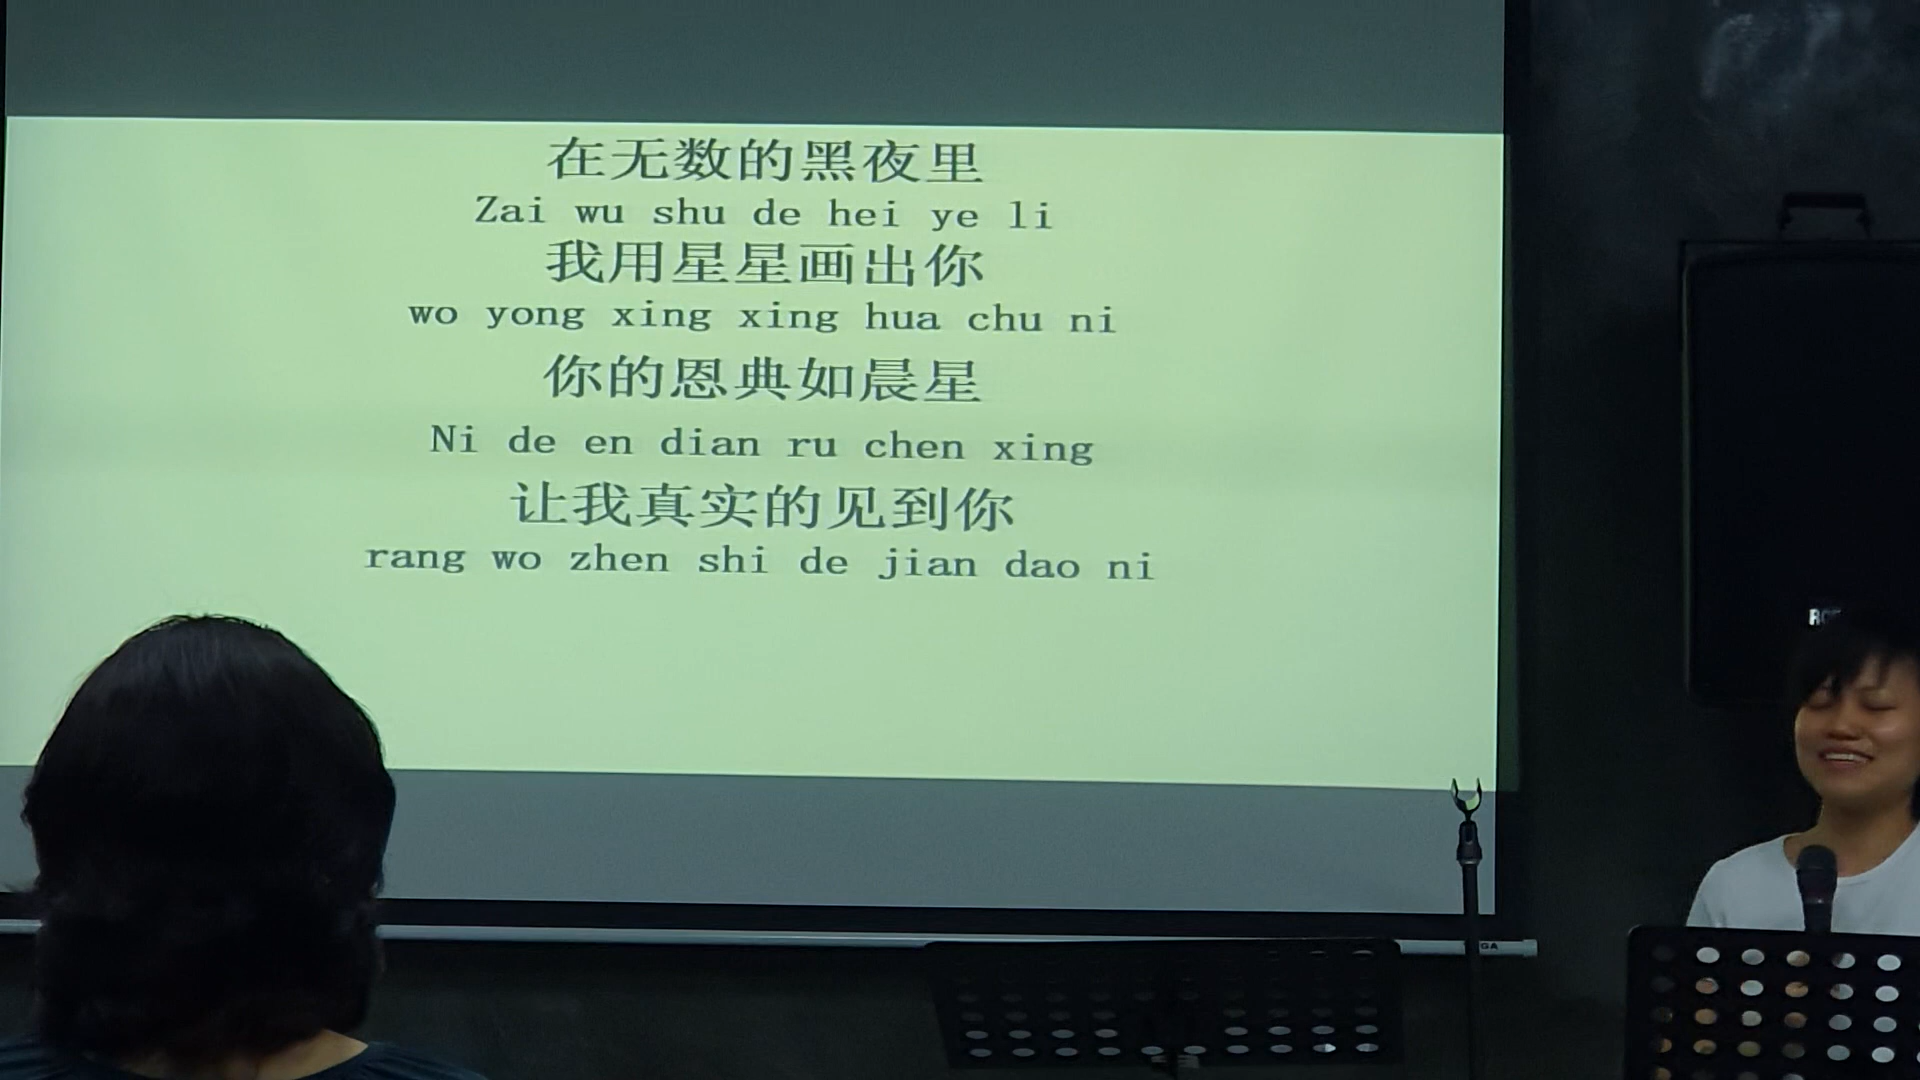 在无数的黑夜里
Zai wu shu de hei ye li
我用星星画出你
wo yong xing xing hua chu ni
你的恩典如晨星
Ni de en dian ru chen xing
让我真实的见到你
rang wo zhen shi de jian dao ni